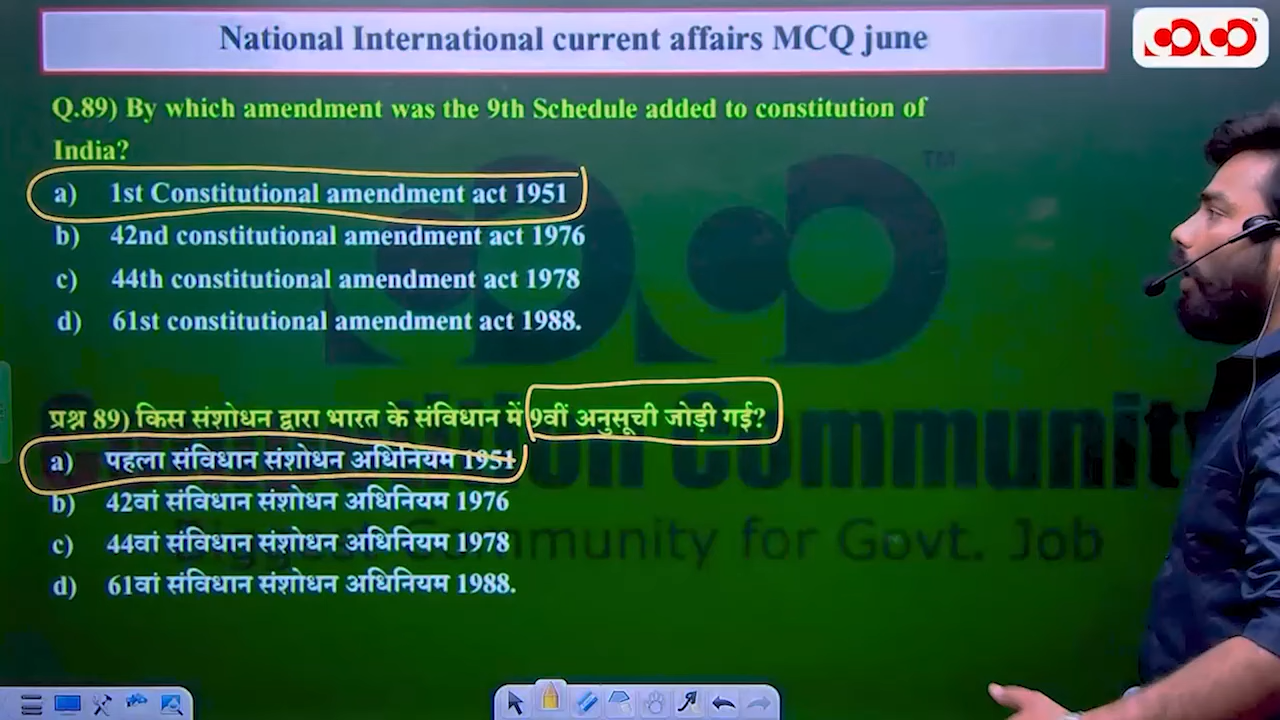 National International current affairs MCQ june
Q.89) By which amendment was the 9th Schedule added to constitution of
India?
a) 1st Constitutional amendment act 1951
b) 42nd constitutional amendment act 1976
c) 44th constitutional amendment act 1978
d) 61st constitutional amendment act 1988.
TM
प्रश्न 89) किस संशोधन द्वारा भारत के संविधान में 9वीं अनुसूची जोड़ी गई?
a) पहला संविधान संशोधन अधिनियम 1951
b) 42वां संविधान संशोधन अधिनियम 1976
c) 44वां संविधान संशोधन अधिनियम 1978
d) 61वां संविधान संशोधन अधिनियम 1988.
Community
Community for Govt. Job